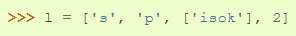 >>> l = ['s', 'p', ['isok'], 2]